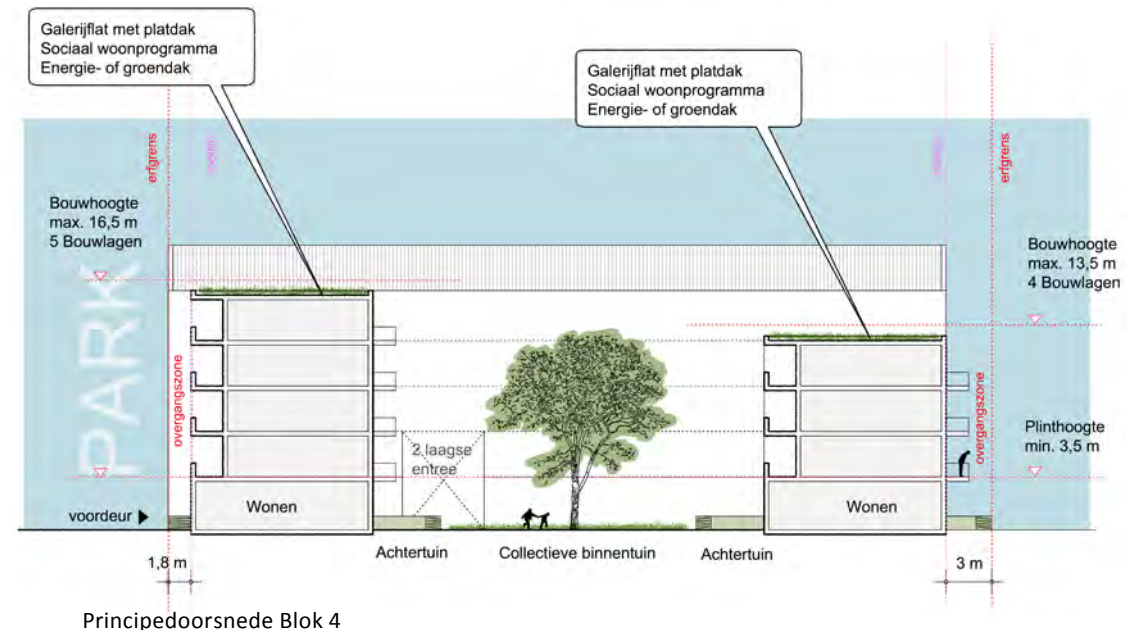 Galerijflat met platdak
Sociaal woonprogramma
Energie- of groendak
Galerijflat met platdak
Sociaal woonprogramma
Energie- of groendak
erfgrens
erfgrens
Bouwhoogte
max. 16,5 m
5 Bouwlagen
Bouwhoogte
max. 13,5 m
4 Bouwlagen
PARK
overgangszone
overgangszone
2 laagse
entree
Plinthoogte
min. 3,5 m
voordeur
Wonen
Wonen
Achtertuin
Collectieve binnentuin
Achtertuin
1,8 m
3 m
Principedoorsnede Blok 4